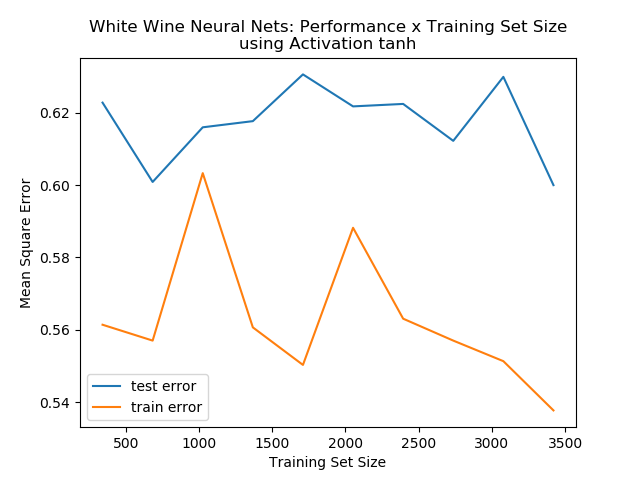 White Wine Neural Nets: Performance x Training Set Size
using Activation tanh
Mean Square Error
0.62
0.60
0.58
0.56
0.54
test error
train error
500 1000 1500 2000 2500 3000 3500
Training Set Size